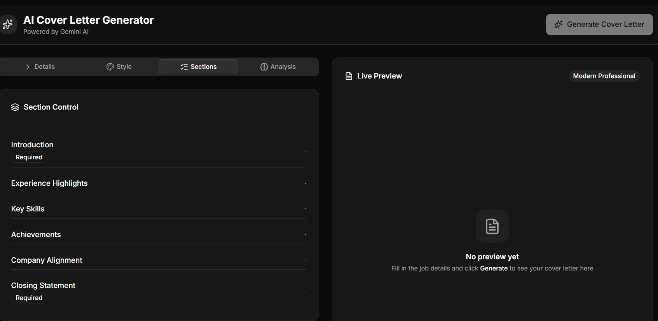 AI Cover Letter Generator
Powered by Gemini AI
Generate Cover Letter
Details
Style
Sections
Analysis
Section Control
Introduction
Required
Experience Highlights
Key Skills
Achievements
Company Alignment
Closing Statement
Required
Live Preview
Modern Professional
No preview yet
Fill in the job details and click Generate to see your cover letter here